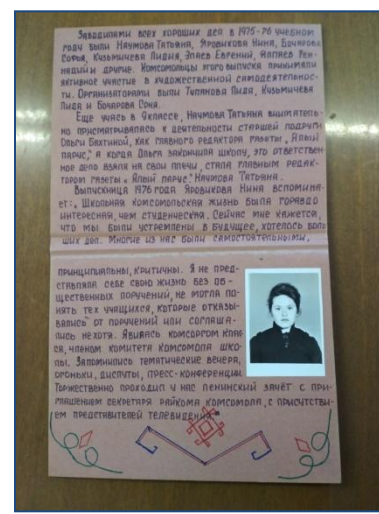 Заводилами всех хороших дел в 1975-76 учебном
году были Наумова Татьяна, Яровикова Нина, Бочарова
Софья, Кузьмичева Лидия, Элаев Евгений, Яллаев Ген-
надий и другие. Комсомольцы этого выпуска принимали
активное участие в художественной самодеятельнос-
ти. Организаторами были Тупанова Лида, Кузьмичева
Лида и Бочарова Соня.
Еще учась в 9 классе, Наумова Татьяна вниматель-
но присматривалась к деятельности старшей подруги
Ольги Бахтиной, как главного редактора газеты „Алый
парус", а когда Ольга закончила школу, это ответствен-
ное дело взяла на свои плечи, стала главным редак-
тором газеты „Алый парус" Наумова Татьяна.
Выпускница 1976 года Яровикова Нина вспомина-
ет:, Школьная комсомольская жизнь была гораздо
интересная, чем студенческая. Сейчас мне кажется,
что мы были устремлены в будущее, хотелось боль-
ших дел. Многие из нас были самостоятельными,
принципиальны, критичны. Я не пред-
ставляла себе свою жизнь без об-
щественных поручений, не могла по-
нять тех учащихся, которые отказы-
вались от поручений или соглаша-
лись нехотя. Являясь комсоргом клас-
са, членом комитета комсомола шко-
лы. Запомнились тематические вечера,
огоньки, диспуты, пресс-конференции
Торжественно проходил у нас ленинский зачёт с при-
глашением секретаря райкома комсомола, с присутстви-
ем представителей телевидения"